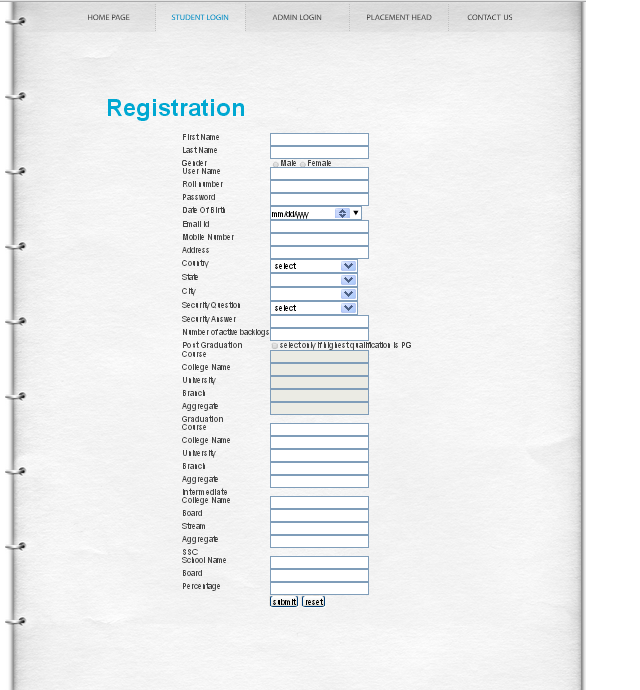 HOME PAGE STUDENT LOGIN ADMIN LOGIN PLACEMENT HEAD CONTACT US
Registration
First Name
Last Name
Gender Male Female
User Name
Roll number
Password
Date Of Birth mm/dd/yyyy
Email Id
Mobile Number
Address
Country select
State
City
Security Question select
Security Answer
Number of active backlogs
Post Graduation select only if highest qualification is PG
Course
College Name
University
Branch
Aggregate
Graduation
Course
College Name
University
Branch
Aggregate
Intermediate
College Name
Board
Stream
Aggregate
SSC
School Name
Board
Percentage
submit reset